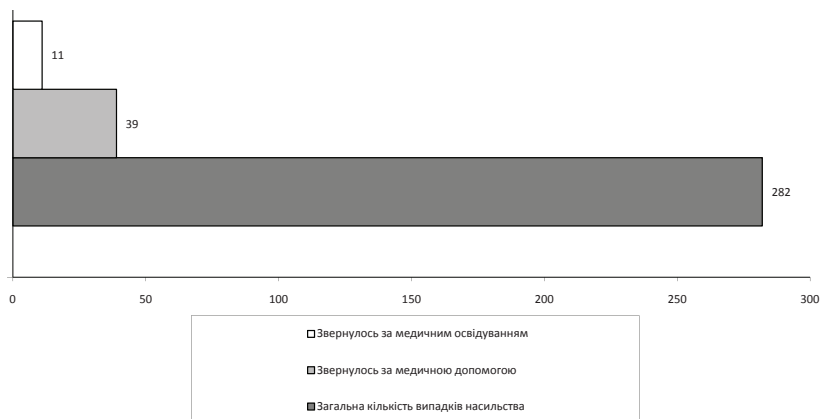 11
39
282
0 50 100 150 200 250 300
Звернулось за медичним освідуванням
Звернулось за медичною допомогою
Загальна кількість випадків насильства